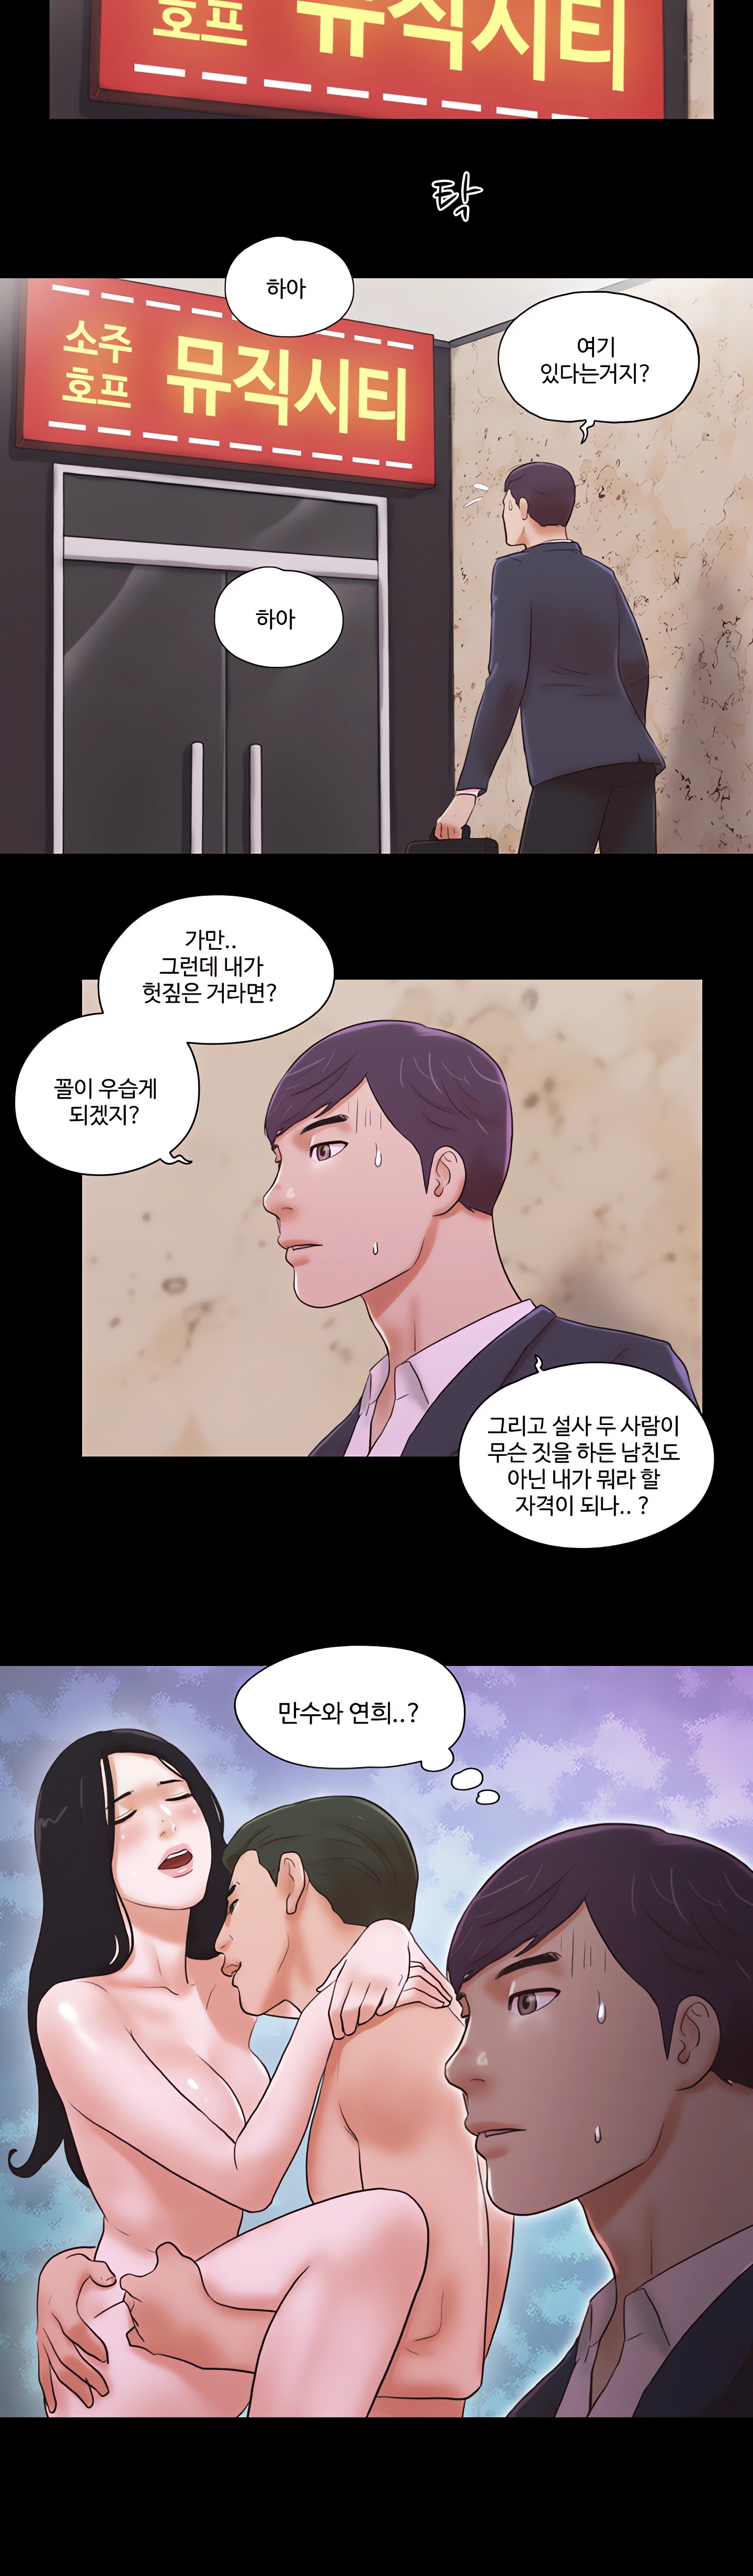 호프 뮤직시티
탁
하아
소주
호프
뮤직시티
여기
있다는거지?
하아
가만..
그런데 내가
헛짚은 거라면?
꼴이 우습게
되겠지?
그리고 설사 두 사람이
무슨 짓을 하든 남친도
아닌 내가 뭐라 할
자격이 되나.. ?
만수와 연희..?